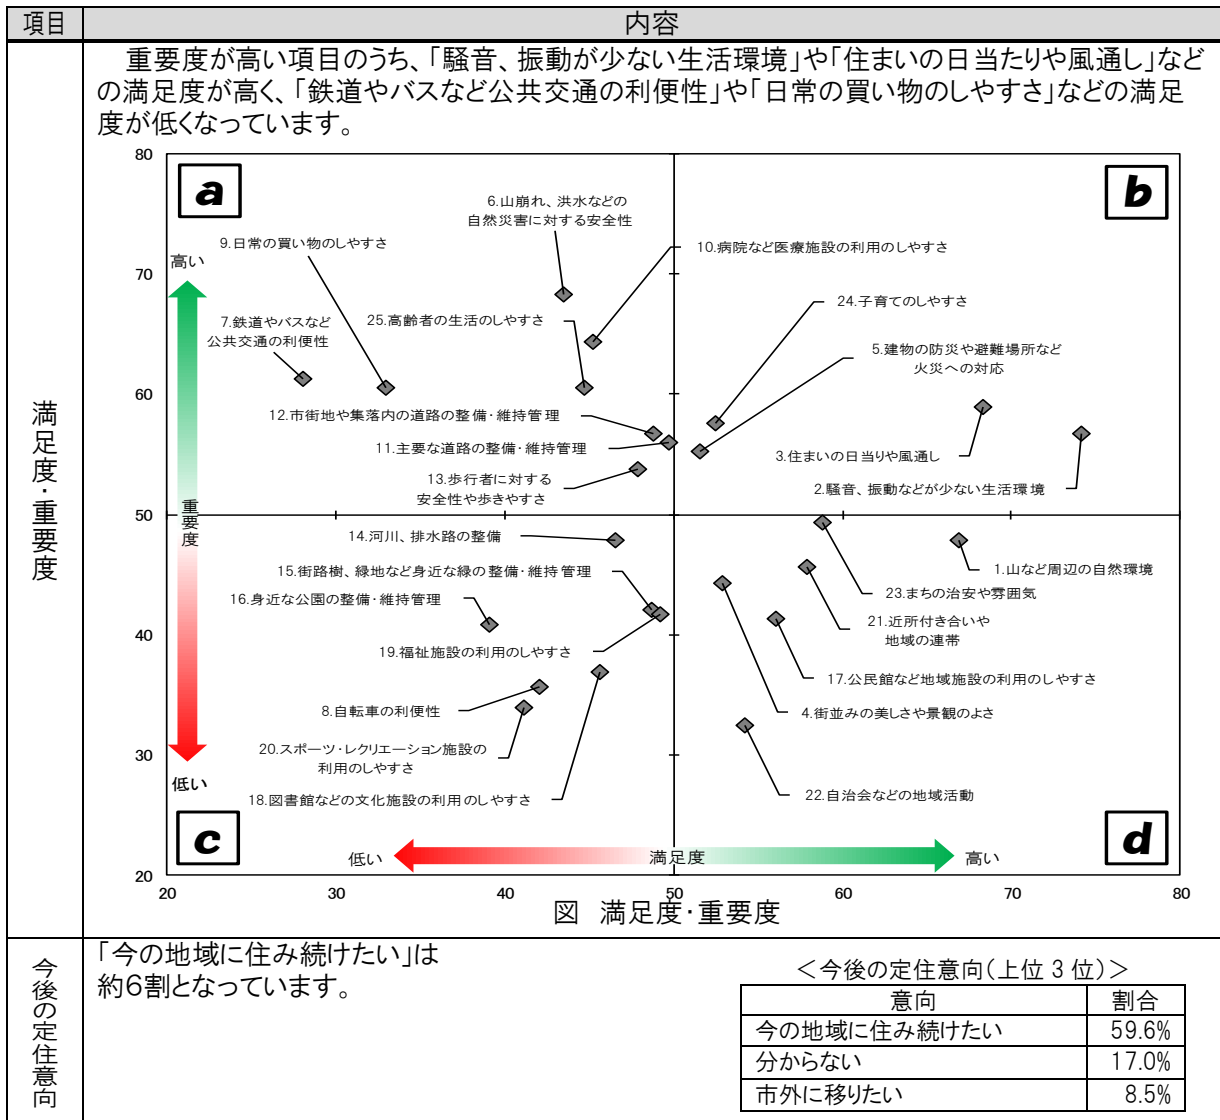 項目
内容
重要度が高い項目のうち、「騒音、振動が少ない生活環境」や「住まいの日当たりや風通し」など
の満足度が高く、「鉄道やバスなど公共交通の利便性」や「日常の買い物のしやすさ」などの満足
度が低くなっています。
満足度・重要度
80
70
60
50
40
30
20
a
b
6.山崩れ、洪水などの
自然災害に対する安全性
9.日常の買い物のしやすさ
10.病院など医療施設の利用のしやすさ
高い
24.子育てのしやすさ
7.鉄道やバスなど
公共交通の利便性
25.高齢者の生活のしやすさ
5.建物の防災や避難場所など
火災への対応
12.市街地や集落内の道路の整備・維持管理
11.主要な道路の整備・維持管理
3.住まいの日当りや風通し
13.歩行者に対する
安全性や歩きやすさ
2.騒音、振動などが少ない生活環境
重要度
14.河川、排水路の整備
15.街路樹、緑地など身近な緑の整備・維持管理
1.山など周辺の自然環境
16.身近な公園の整備・維持管理
23.まちの治安や雰囲気
21.近所付き合いや
地域の連帯
19.福祉施設の利用のしやすさ
17.公民館など地域施設の利用のしやすさ
8.自転車の利便性
4.街並みの美しさや景観のよさ
20.スポーツ・レクリエーション施設の
利用のしやすさ
低い
18.図書館などの文化施設の利用のしやすさ
22.自治会などの地域活動
c
d
低い
満足度
高い
20
30
40
50
60
70
80
図 満足度・重要度
今後の定住意向
「今の地域に住み続けたい」は
約6割となっています。
＜今後の定住意向（上位 3 位）＞
意向 割合
今の地域に住み続けたい 59.6%
分からない 17.0%
市外に移りたい 8.5%